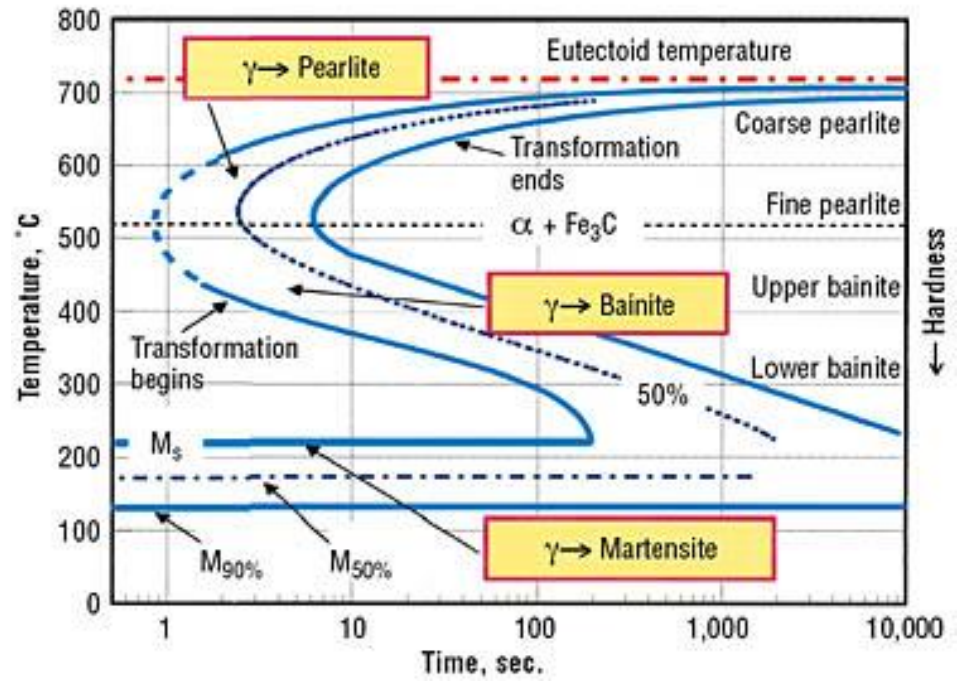 800
700
600
500
400
300
200
100
0
Temperature, °C
Eutectoid temperature
γ→ Pearlite
Coarse pearlite
Transformation
ends
Fine pearlite
α + Fe₃C
Upper bainite
γ→ Bainite
Transformation
begins
Lower bainite
50%
Mₛ
γ→ Martensite
M₉₀%
M₅₀%
← Hardness
1
10
100
1,000
10,000
Time, sec.